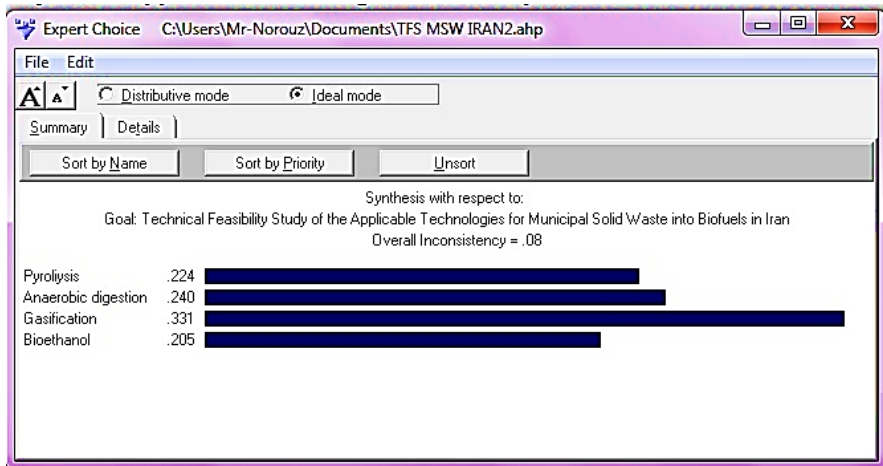 Expert Choice C:\Users\Mr-Norouz\Documents\TFS MSW IRAN2.ahp
File Edit
A A Distributive mode Ideal mode
Summary Details
Sort by Name Sort by Priority Unsort
Synthesis with respect to:
Goal: Technical Feasibility Study of the Applicable Technologies for Municipal Solid Waste into Biofuels in Iran
Overall Inconsistency = .08
Pyroliysis .224
Anaerobic digestion .240
Gasification .331
Bioethanol .205